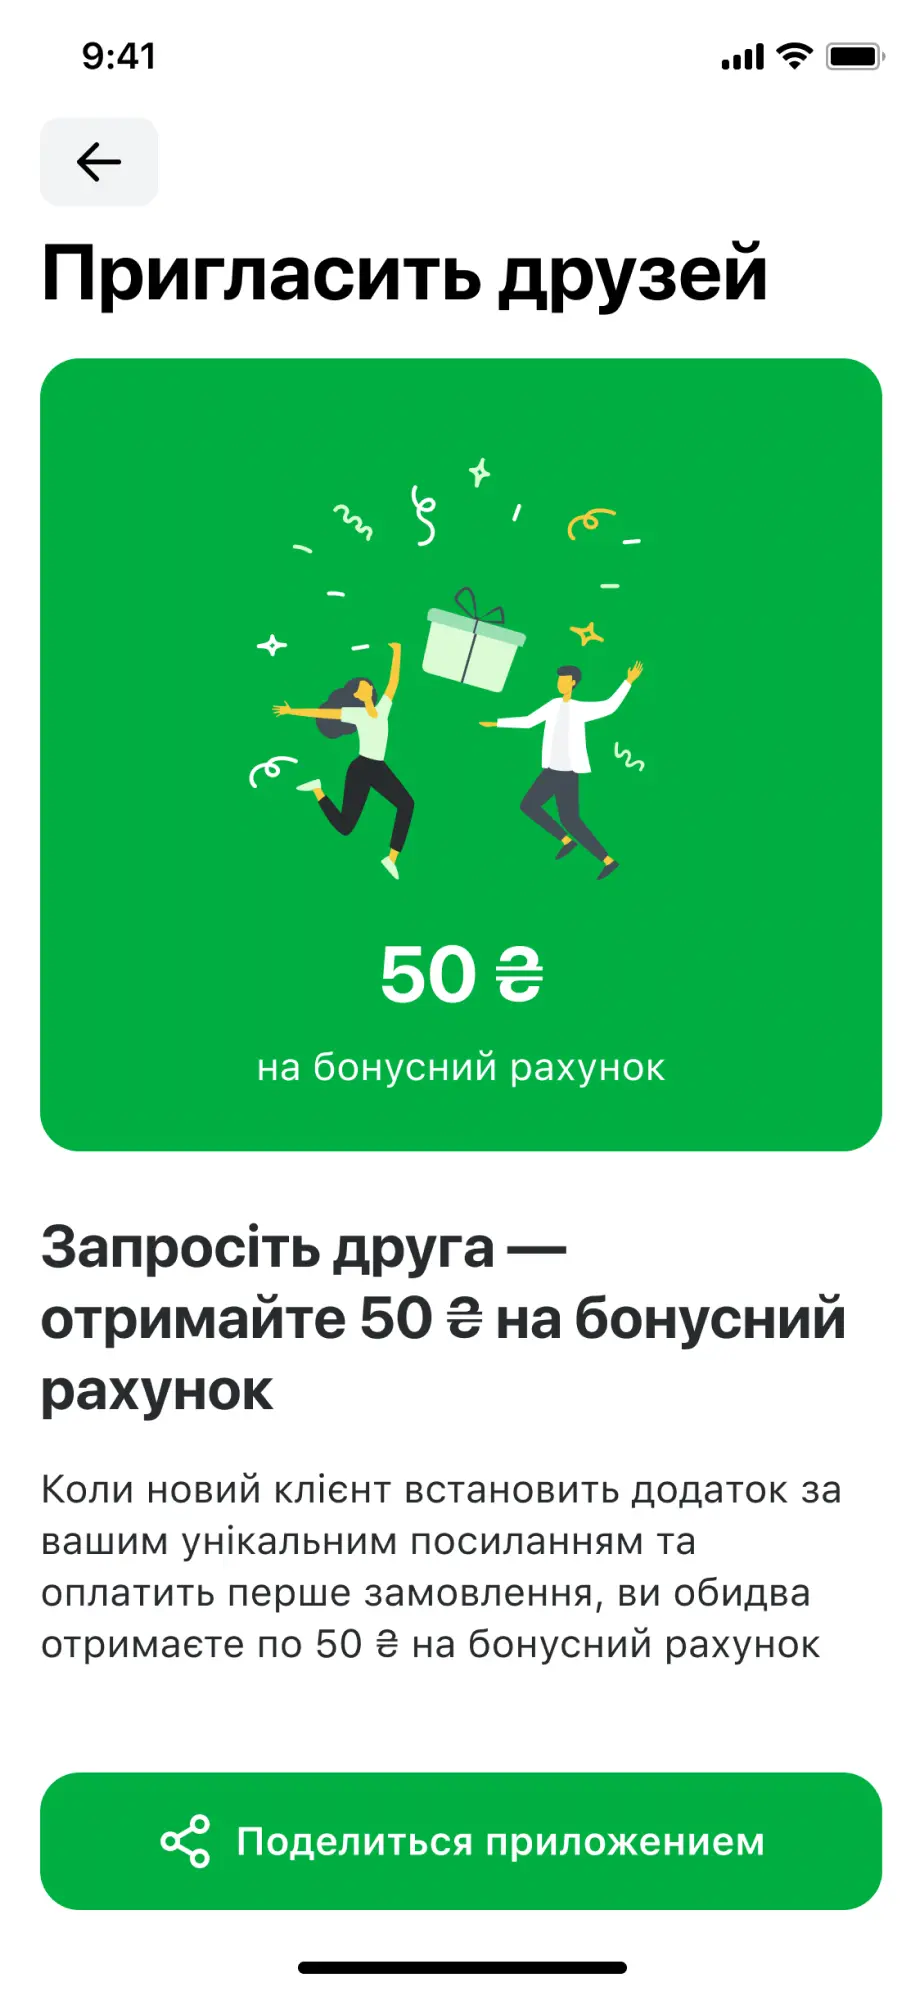 9:41
Пригласить друзей
50 ₴
на бонусний рахунок
Запросіть друга —
отримайте 50 ₴ на бонусний
рахунок
Коли новий клієнт встановить додаток за
вашим унікальним посиланням та
оплатить перше замовлення, ви обидва
отримаєте по 50 ₴ на бонусний рахунок
Поделиться приложением